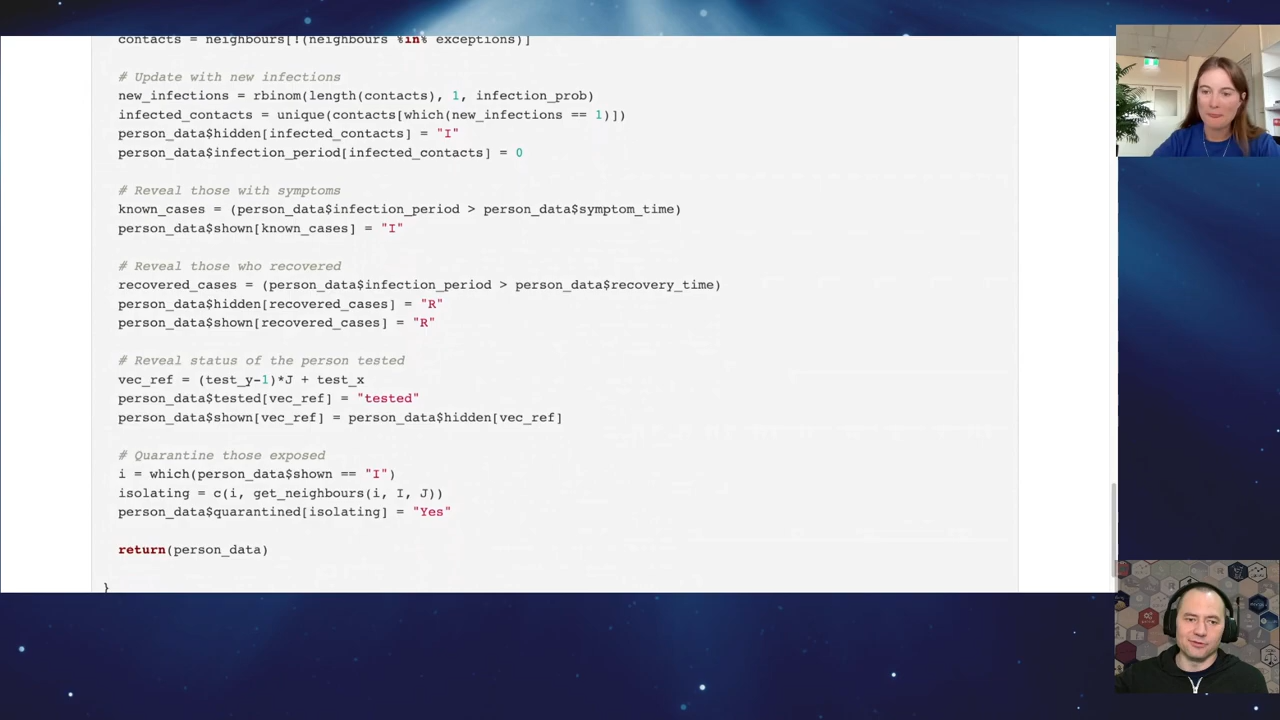 contacts = neighbours[!(neighbours %in% exceptions)]
# Update with new infections
new_infections = rbinom(length(contacts), 1, infection_prob)
infected_contacts = unique(contacts[which(new_infections == 1)])
person_data$hidden[infected_contacts] = "I"
person_data$infection_period[infected_contacts] = 0
# Reveal those with symptoms
known_cases = (person_data$infection_period > person_data$symptom_time)
person_data$shown[known_cases] = "I"
# Reveal those who recovered
recovered_cases = (person_data$infection_period > person_data$recovery_time)
person_data$hidden[recovered_cases] = "R"
person_data$shown[recovered_cases] = "R"
# Reveal status of the person tested
vec_ref = (test_y-1)*J + test_x
person_data$tested[vec_ref] = "tested"
person_data$shown[vec_ref] = person_data$hidden[vec_ref]
# Quarantine those exposed
i = which(person_data$shown == "I")
isolating = c(i, get_neighbours(i, I, J))
person_data$quarantined[isolating] = "Yes"
return(person_data)
}